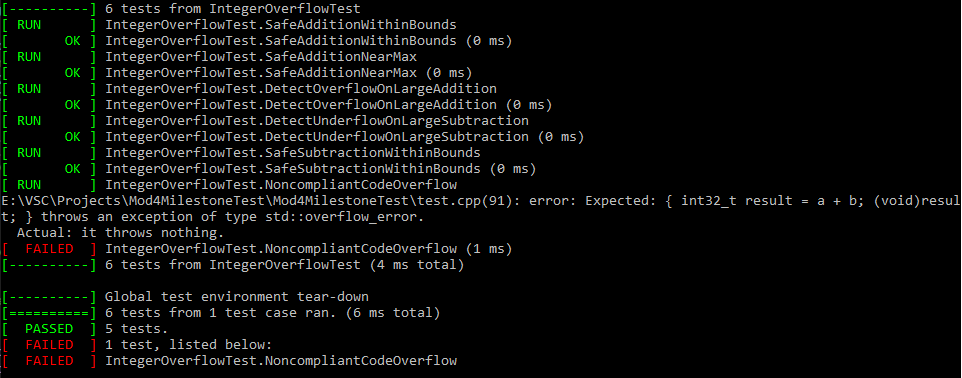 [----------] 6 tests from IntegerOverflowTest
[ RUN      ] IntegerOverflowTest.SafeAdditionWithinBounds
[       OK ] IntegerOverflowTest.SafeAdditionWithinBounds (0 ms)
[ RUN      ] IntegerOverflowTest.SafeAdditionNearMax
[       OK ] IntegerOverflowTest.SafeAdditionNearMax (0 ms)
[ RUN      ] IntegerOverflowTest.DetectOverflowOnLargeAddition
[       OK ] IntegerOverflowTest.DetectOverflowOnLargeAddition (0 ms)
[ RUN      ] IntegerOverflowTest.DetectUnderflowOnLargeSubtraction
[       OK ] IntegerOverflowTest.DetectUnderflowOnLargeSubtraction (0 ms)
[ RUN      ] IntegerOverflowTest.SafeSubtractionWithinBounds
[       OK ] IntegerOverflowTest.SafeSubtractionWithinBounds (0 ms)
[ RUN      ] IntegerOverflowTest.NoncompliantCodeOverflow
E:\VSC\Projects\Mod4MilestoneTest\Mod4MilestoneTest\test.cpp(91): error: Expected: { int32_t result = a + b; (void)resul
t; } throws an exception of type std::overflow_error.
  Actual: it throws nothing.
[  FAILED  ] IntegerOverflowTest.NoncompliantCodeOverflow (1 ms)
[----------] 6 tests from IntegerOverflowTest (4 ms total)

[----------] Global test environment tear-down
[==========] 6 tests from 1 test case ran. (6 ms total)
[  PASSED  ] 5 tests.
[  FAILED  ] 1 test, listed below:
[  FAILED  ] IntegerOverflowTest.NoncompliantCodeOverflow